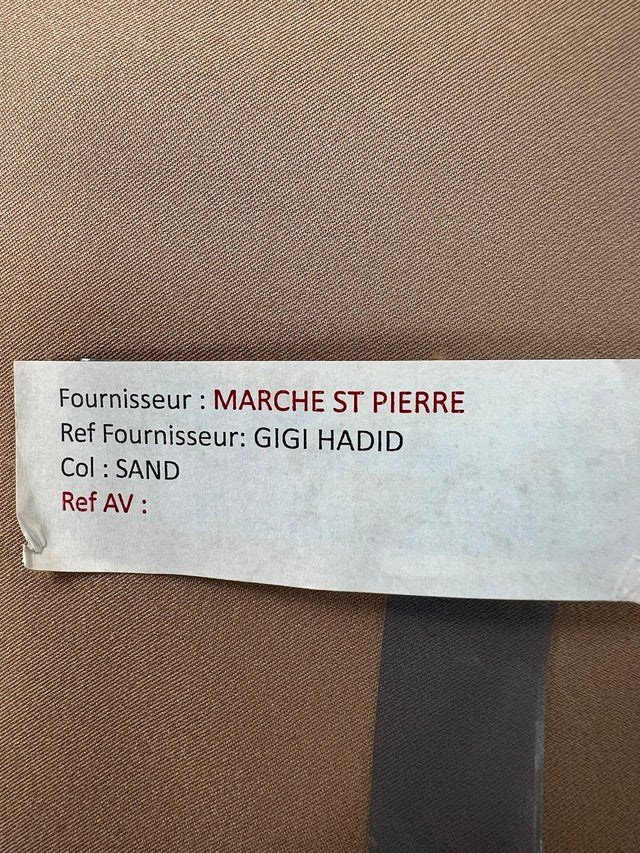 Fournisseur : MARCHE ST PIERRE
Ref Fournisseur: GIGI HADID
Col : SAND
Ref AV :